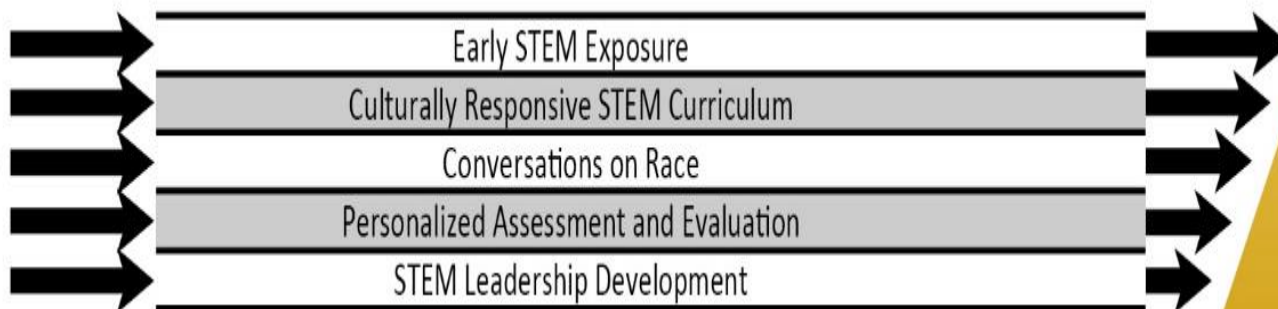 Early STEM Exposure
Culturally Responsive STEM Curriculum
Conversations on Race
Personalized Assessment and Evaluation
STEM Leadership Development